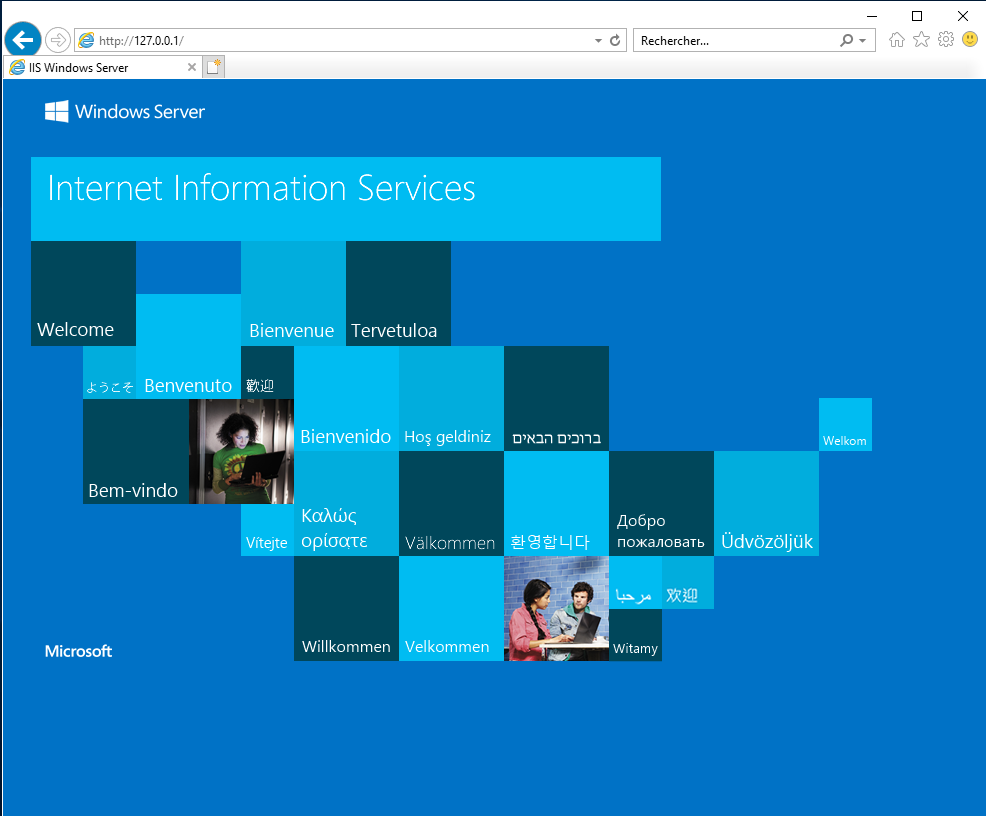 http://127.0.0.1/
Rechercher...
IIS Windows Server
Windows Server
Internet Information Services
Welcome
Bienvenue
Tervetuloa
ようこそ
Benvenuto
歡迎
Bienvenido
Hoş geldiniz
ברוכים הבאים
Welkom
Bem-vindo
Vítejte
Καλώς
ορίσατε
Välkommen
환영합니다
Добро
пожаловать
Üdvözöljük
Microsoft
Willkommen
Velkommen
مرحبا
欢迎
Witamy